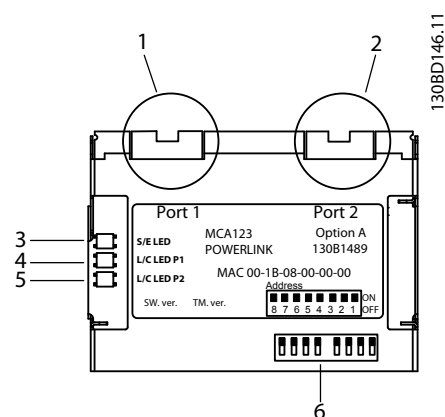 130BD146.11
1 2
Port 1 Port 2
3 S/E LED MCA123 Option A
4 L/C LED P1 POWERLINK 130B1489
5 L/C LED P2 MAC 00-1B-08-00-00-00
Address
SW. ver. TM. ver. ON
8 7 6 5 4 3 2 1 OFF
6